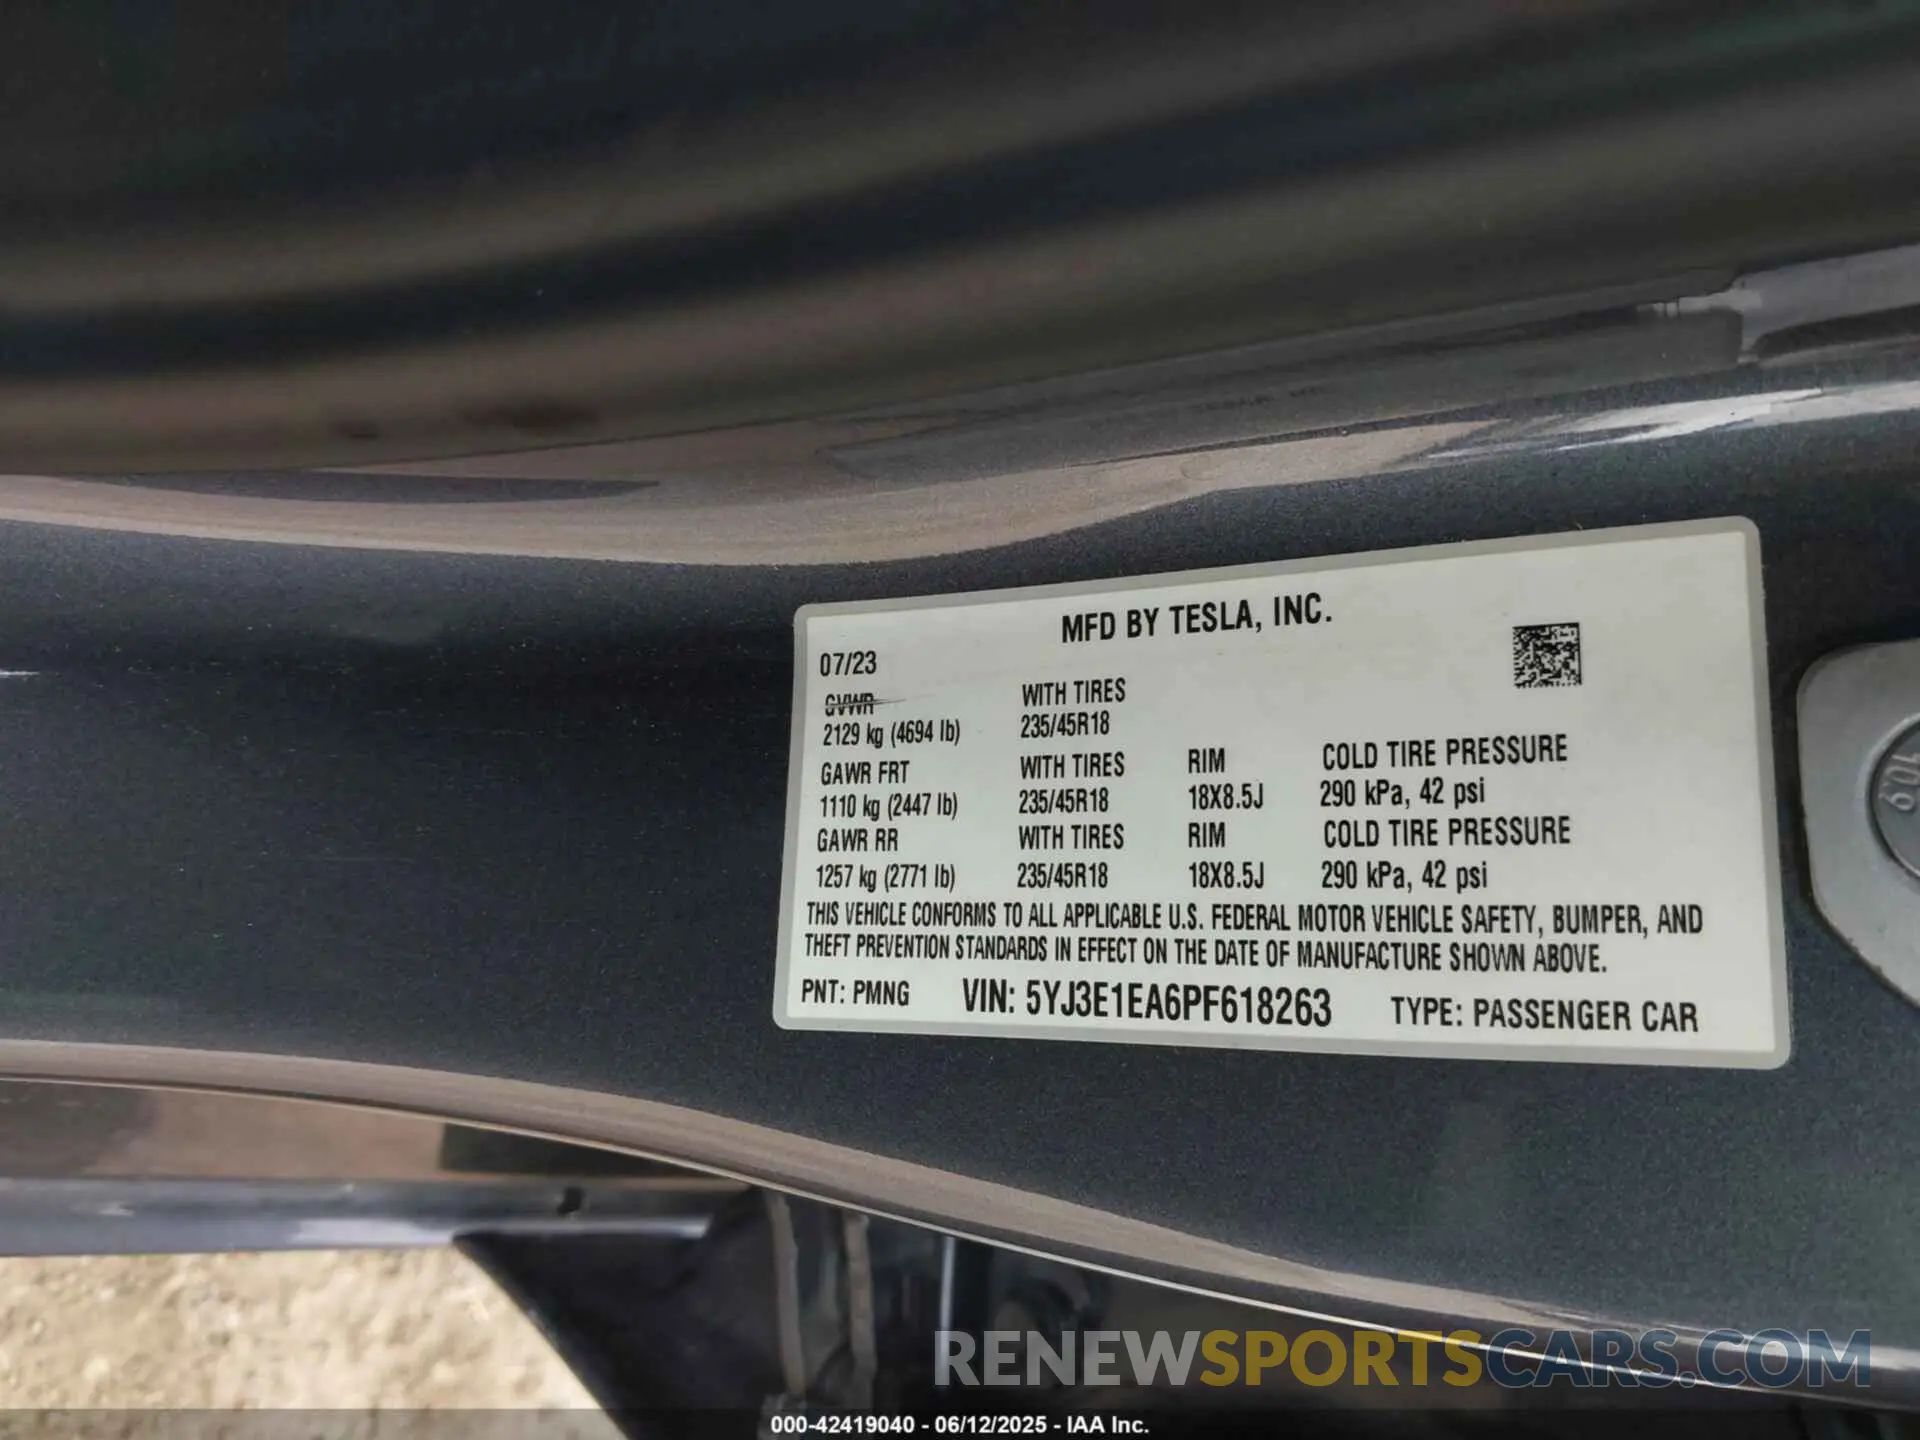 MFD BY TESLA, INC.
07/23
GVWR WITH TIRES
2129 kg (4694 lb) 235/45R18
GAWR FRT WITH TIRES RIM COLD TIRE PRESSURE
1110 kg (2447 lb) 235/45R18 18X8.5J 290 kPa, 42 psi
GAWR RR WITH TIRES RIM COLD TIRE PRESSURE
1257 kg (2771 lb) 235/45R18 18X8.5J 290 kPa, 42 psi
THIS VEHICLE CONFORMS TO ALL APPLICABLE U.S. FEDERAL MOTOR VEHICLE SAFETY, BUMPER, AND
THEFT PREVENTION STANDARDS IN EFFECT ON THE DATE OF MANUFACTURE SHOWN ABOVE.
PNT: PMNG VIN: 5YJ3E1EA6PF618263 TYPE: PASSENGER CAR
109
RENEWSPORTSCARS.COM
000-42419040 - 06/12/2025 - IAA Inc.